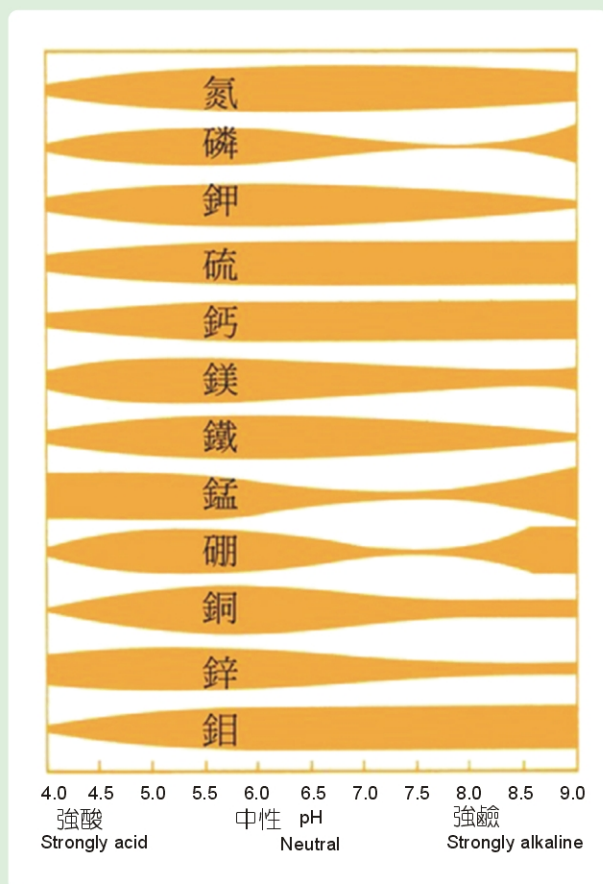 氮
磷
鉀
硫
鈣
鎂
鐵
錳
硼
銅
鋅
鉬
4.0 4.5 5.0 5.5 6.0 6.5 7.0 7.5 8.0 8.5 9.0
強酸 中性 pH 強鹼
Strongly acid Neutral Strongly alkaline